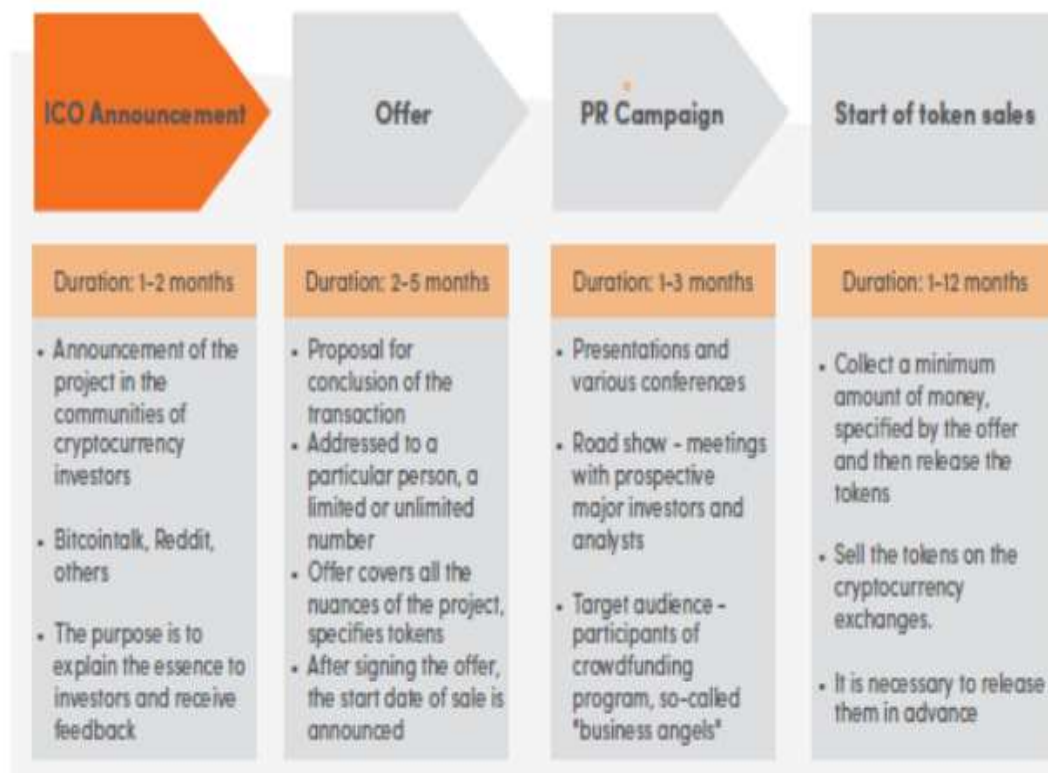 ICO Announcement
Offer
PR Campaign
Start of token sales
Duration: 1-2 months
• Announcement of the
project in the
communities of
cryptocurrency
investors
• Bitcointalk, Reddit,
others
• The purpose is to
explain the essence to
investors and receive
feedback
Duration: 2-5 months
• Proposal for
conclusion of the
transaction
• Addressed to a
particular person, a
limited or unlimited
number
• Offer covers all the
nuances of the project,
specifies tokens
• After signing the offer,
the start date of sale is
announced
Duration: 1-3 months
• Presentations and
various conferences
• Road show - meetings
with prospective
major investors and
analysts
• Target audience -
participants of
crowdfunding
program, so-called
"business angels"
Duration: 1-12 months
• Collect a minimum
amount of money,
specified by the offer
and then release the
tokens
• Sell the tokens on the
cryptocurrency
exchanges.
• It is necessary to release
them in advance